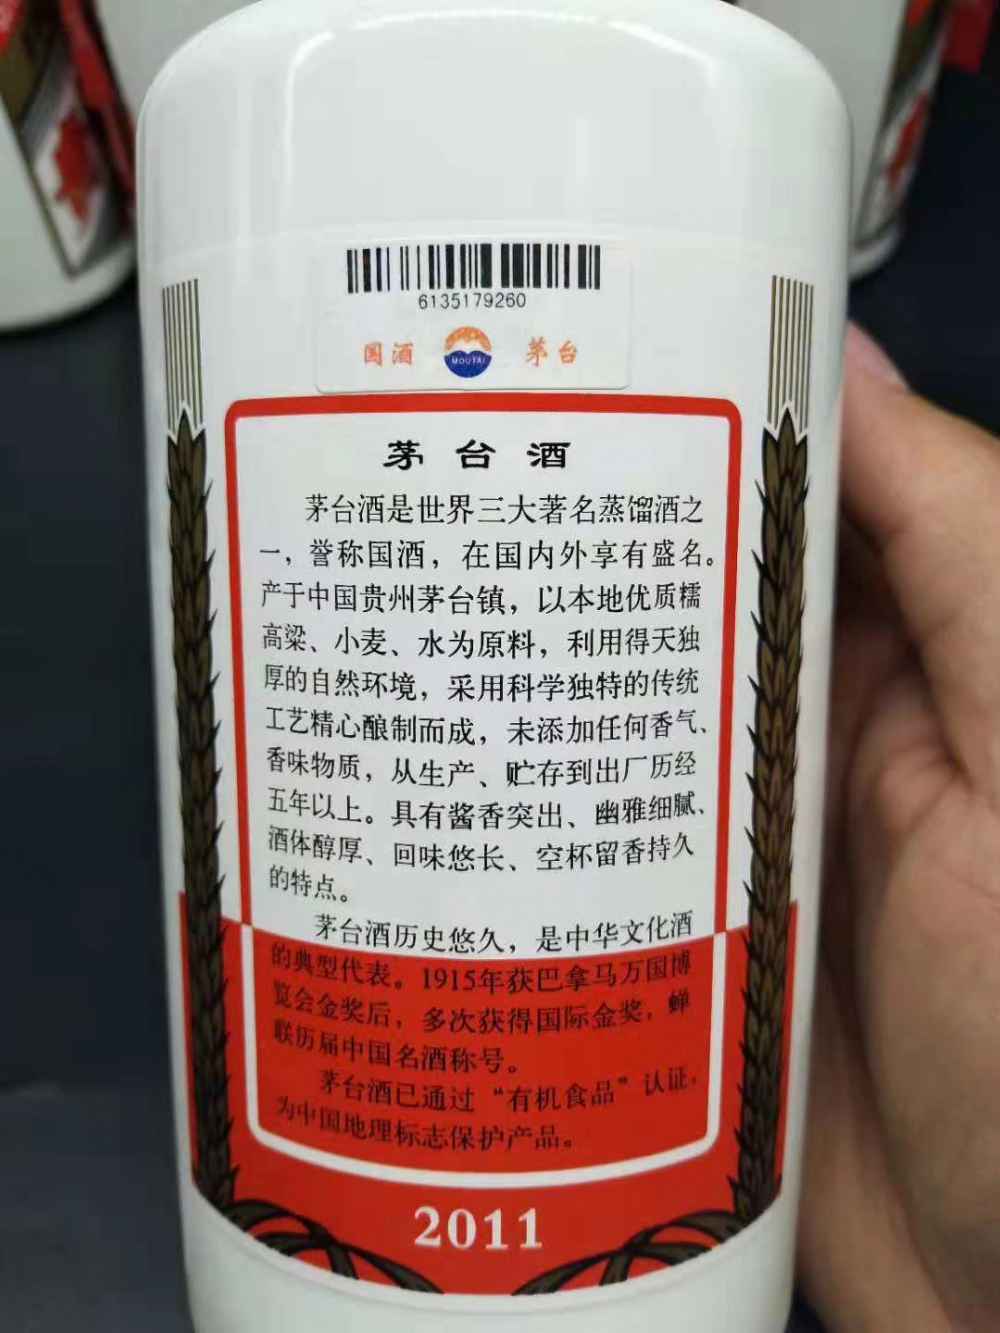 6135179260
国酒 MOUTAI 茅台
茅台酒
茅台酒是世界三大著名蒸馏酒之
一，誉称国酒，在国内外享有盛名。
产于中国贵州茅台镇，以本地优质糯
高粱、小麦、水为原料，利用得天独
厚的自然环境，采用科学独特的传统
工艺精心酿制而成，未添加任何香气、
香味物质，从生产、贮存到出厂历经
五年以上。具有酱香突出、幽雅细腻、
酒体醇厚、回味悠长、空杯留香持久
的特点。
茅台酒历史悠久，是中华文化酒
的典型代表。1915年获巴拿马万国博
览会金奖后，多次获得国际金奖，蝉
联历届中国名酒称号。
茅台酒已通过“有机食品”认证，
为中国地理标志保护产品。
2011